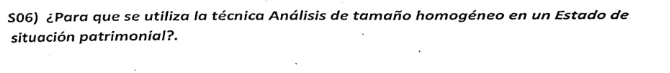 S06) ¿Para que se utiliza la técnica Análisis de tamaño homogéneo en un Estado de
situación patrimonial?.